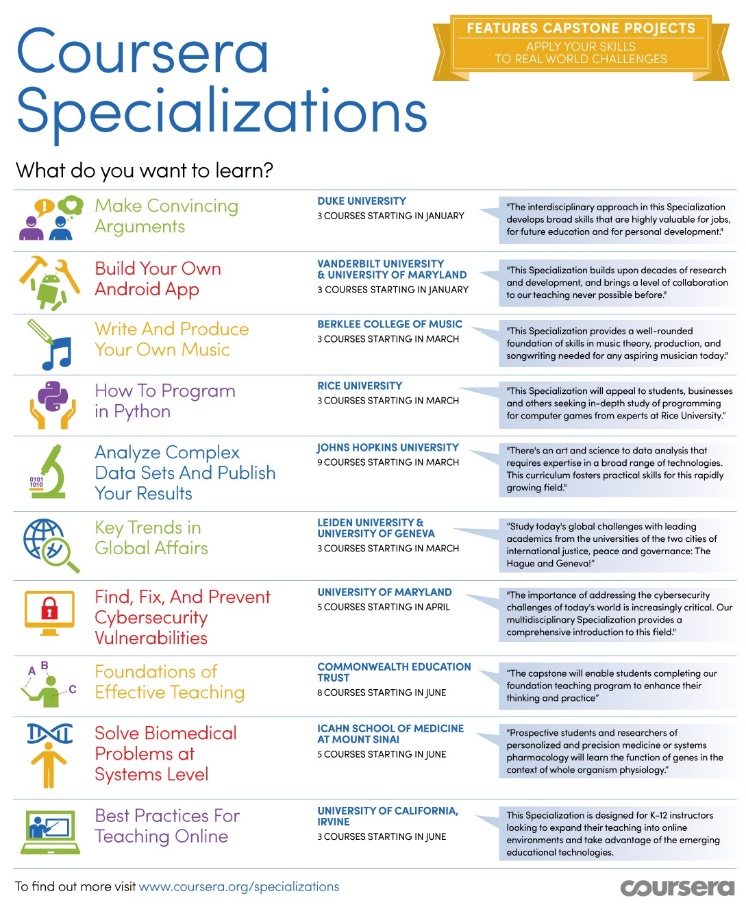 Coursera
Specializations
FEATURES CAPSTONE PROJECTS
APPLY YOUR SKILLS
TO REAL WORLD CHALLENGES
What do you want to learn?
Make Convincing
Arguments
DUKE UNIVERSITY
3 COURSES STARTING IN JANUARY
"The interdisciplinary approach in this Specialization
develops broad skills that are highly valuable for jobs,
for future education and for personal development."
Build Your Own
Android App
VANDERBILT UNIVERSITY
& UNIVERSITY OF MARYLAND
3 COURSES STARTING IN JANUARY
"This Specialization builds upon decades of research
and development, and brings a level of collaboration
to our teaching never possible before."
Write And Produce
Your Own Music
BERKLEE COLLEGE OF MUSIC
3 COURSES STARTING IN MARCH
"This Specialization provides a well-rounded
foundation of skills in music theory, production, and
songwriting needed for any aspiring musician today."
How To Program
in Python
RICE UNIVERSITY
3 COURSES STARTING IN MARCH
"This Specialization will appeal to students, businesses
and others seeking in-depth study of programming
for computer games from experts at Rice University."
0101
1010
Analyze Complex
Data Sets And Publish
Your Results
JOHNS HOPKINS UNIVERSITY
9 COURSES STARTING IN MARCH
"There's an art and science to data analysis that
requires expertise in a broad range of technologies.
This curriculum fosters practical skills for this rapidly
growing field."
Key Trends in
Global Affairs
LEIDEN UNIVERSITY &
UNIVERSITY OF GENEVA
3 COURSES STARTING IN MARCH
"Study today's global challenges with leading
academics from the universities of the two cities of
international justice, peace and governance: The
Hague and Geneva!"
Find, Fix, And Prevent
Cybersecurity
Vulnerabilities
UNIVERSITY OF MARYLAND
5 COURSES STARTING IN APRIL
"The importance of addressing the cybersecurity
challenges of today's world is increasingly critical. Our
multidisciplinary Specialization provides a
comprehensive introduction to this field."
A B
C
Foundations of
Effective Teaching
COMMONWEALTH EDUCATION
TRUST
8 COURSES STARTING IN JUNE
"The capstone will enable students completing our
foundation teaching program to enhance their
thinking and practice"
Solve Biomedical
Problems at
Systems Level
ICAHN SCHOOL OF MEDICINE
AT MOUNT SINAI
5 COURSES STARTING IN JUNE
"Prospective students and researchers of
personalized and precision medicine or systems
pharmacology will learn the function of genes in the
context of whole organism physiology."
Best Practices For
Teaching Online
UNIVERSITY OF CALIFORNIA,
IRVINE
3 COURSES STARTING IN JUNE
This Specialization is designed for K-12 instructors
looking to expand their teaching into online
environments and take advantage of the emerging
educational technologies.
To find out more visit www.coursera.org/specializations
coursera